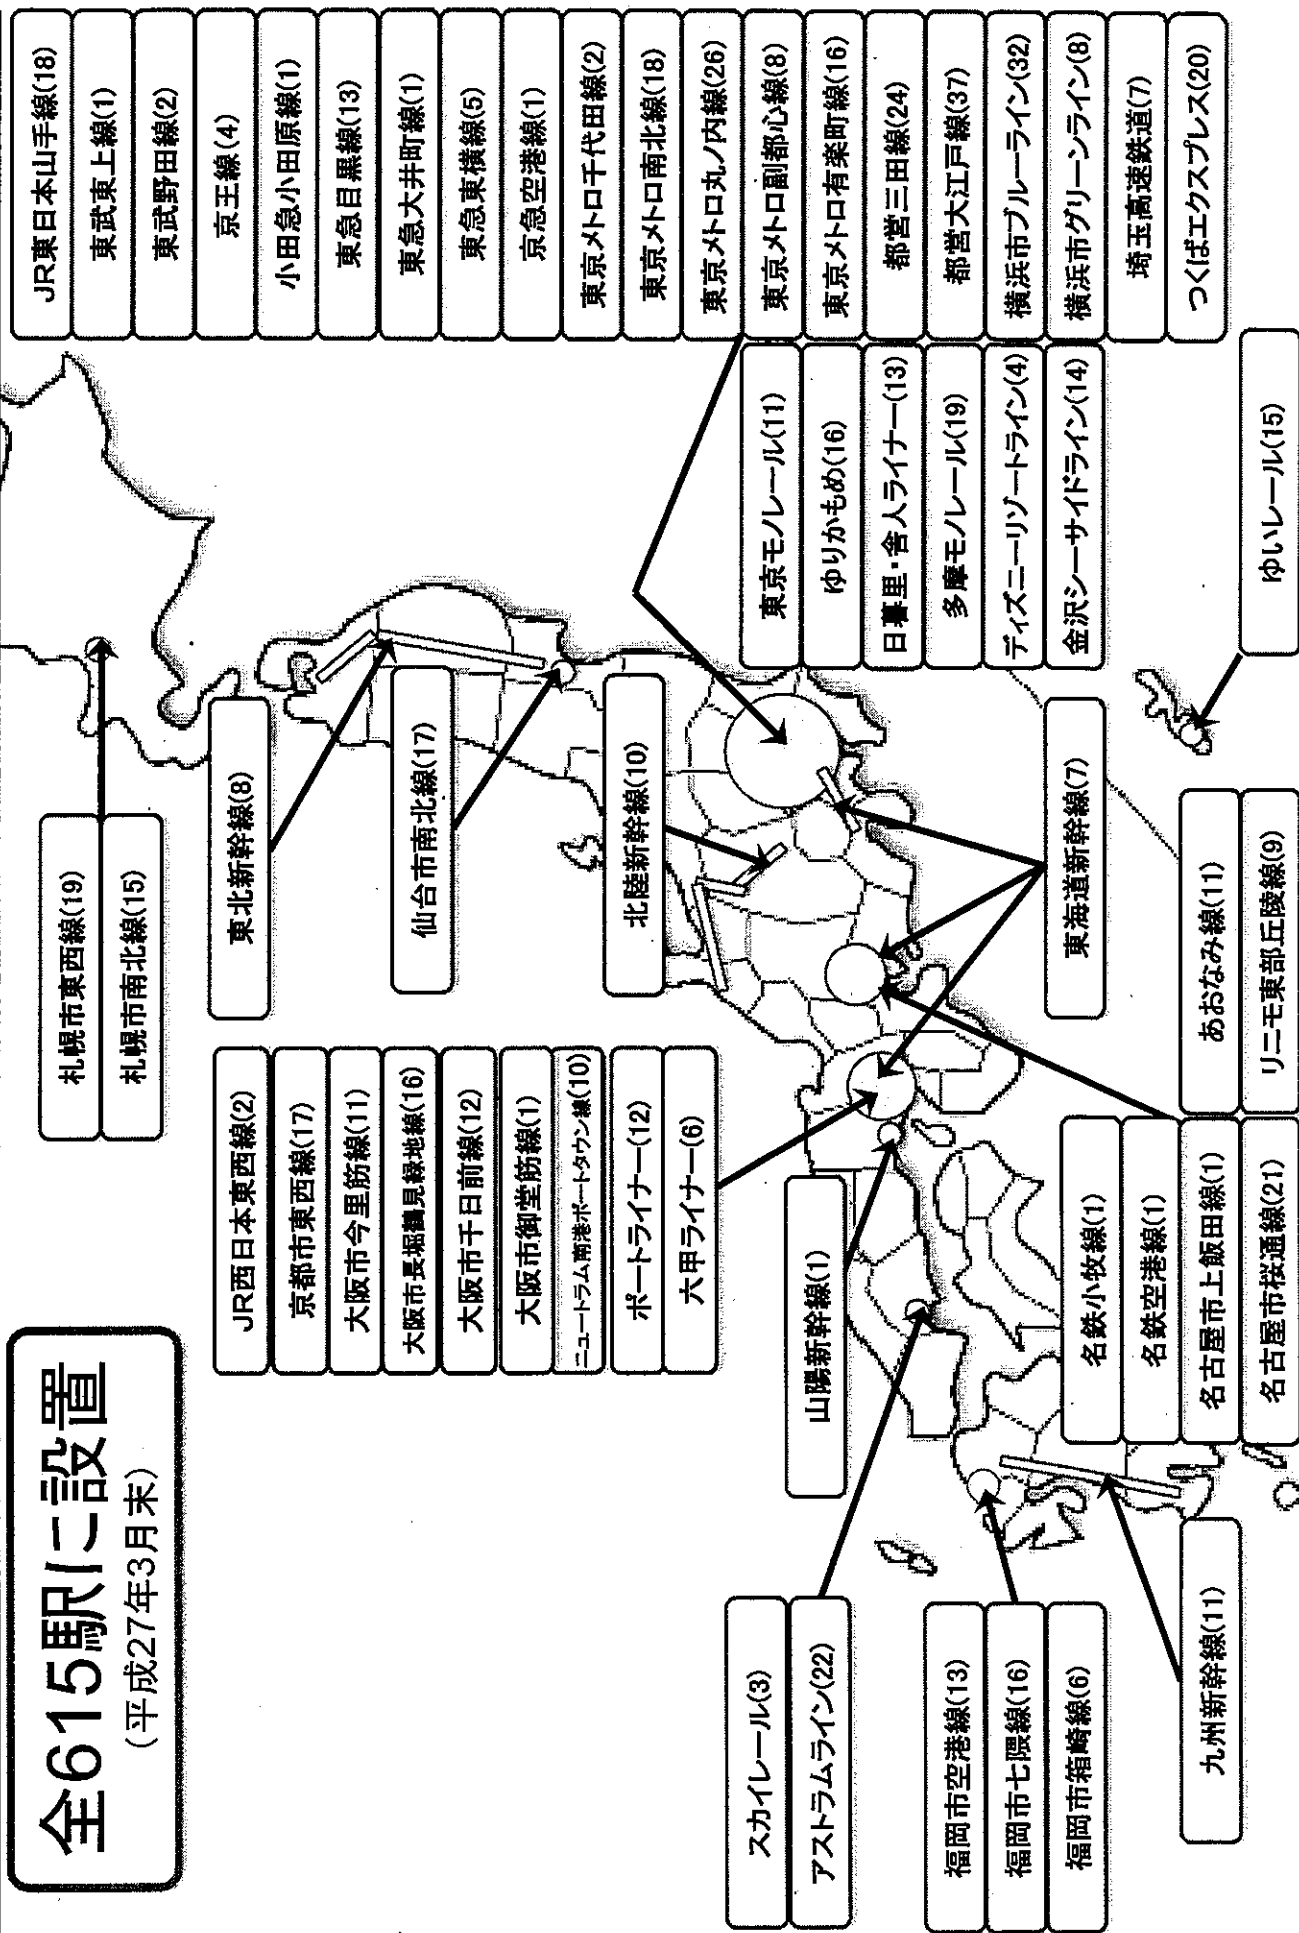 全615駅に設置
(平成27年3月末)
札幌市東西線(19)
札幌市南北線(15)
東北新幹線(8)
仙台市南北線(17)
北陸新幹線(10)
JR西日本東西線(2)
京都市東西線(17)
大阪市今里筋線(11)
大阪市長堀鶴見緑地線(16)
大阪市千日前線(12)
大阪市御堂筋線(1)
ニュートラム南港ポートタウン線(10)
ポートライナー(12)
六甲ライナー(6)
山陽新幹線(1)
スカイレール(3)
アストラムライン(22)
福岡市空港線(13)
福岡市七隈線(16)
福岡市箱崎線(6)
九州新幹線(11)
名鉄小牧線(1)
名鉄空港線(1)
名古屋市上飯田線(1)
名古屋市桜通線(21)
あおなみ線(11)
リニモ東部丘陵線(9)
東海道新幹線(7)
ゆいレール(15)
JR東日本山手線(18)
東武東上線(1)
東武野田線(2)
京王線(4)
小田急小田原線(1)
東急目黒線(13)
東急大井町線(1)
東急東横線(5)
京急空港線(1)
東京メトロ千代田線(2)
東京メトロ南北線(18)
東京メトロ丸ノ内線(26)
東京メトロ副都心線(8)
東京メトロ有楽町線(16)
都営三田線(24)
都営大江戸線(37)
横浜市ブルーライン(32)
横浜市グリーンライン(8)
埼玉高速鉄道(7)
つくばエクスプレス(20)
東京モノレール(11)
ゆりかもめ(16)
日暮里・舎人ライナー(13)
多摩モノレール(19)
ディズニーリゾートライン(4)
金沢シーサイドライン(14)